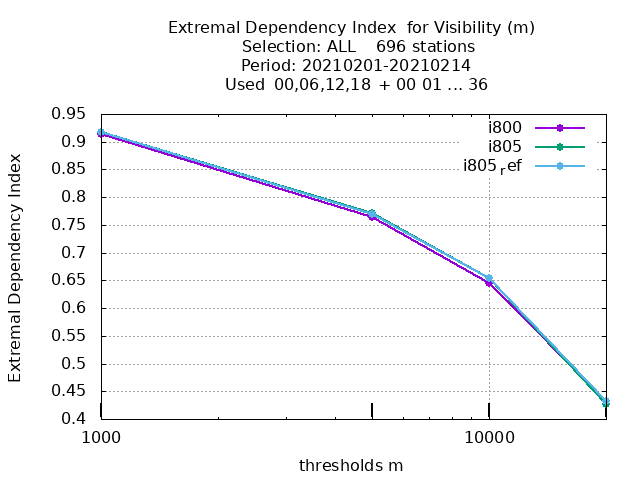 Extremal Dependency Index  for Visibility (m)
Selection: ALL    696 stations
Period: 20210201-20210214
Used  00,06,12,18  + 00 01 ... 36
0.95
0.9
0.85
0.8
0.75
0.7
0.65
0.6
0.55
0.5
0.45
0.4
Extremal Dependency Index
i800
i805
i805ref
1000
10000
thresholds m